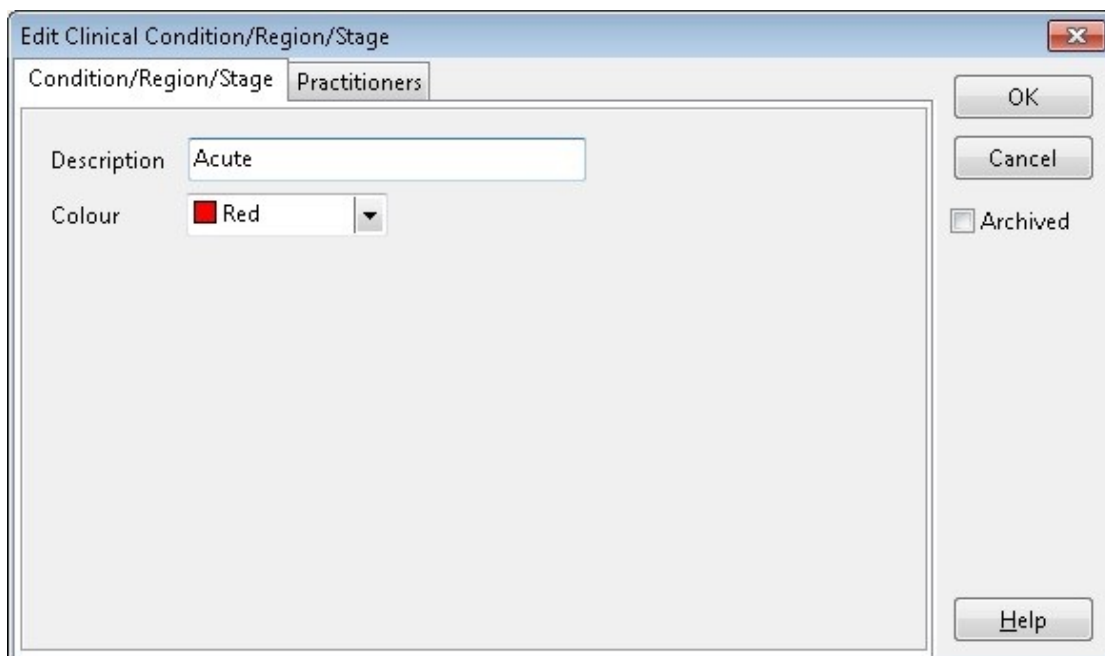 Edit Clinical Condition/Region/Stage
Condition/Region/Stage
Practitioners
OK
Description
Acute
Cancel
Colour
Red
Archived
Help